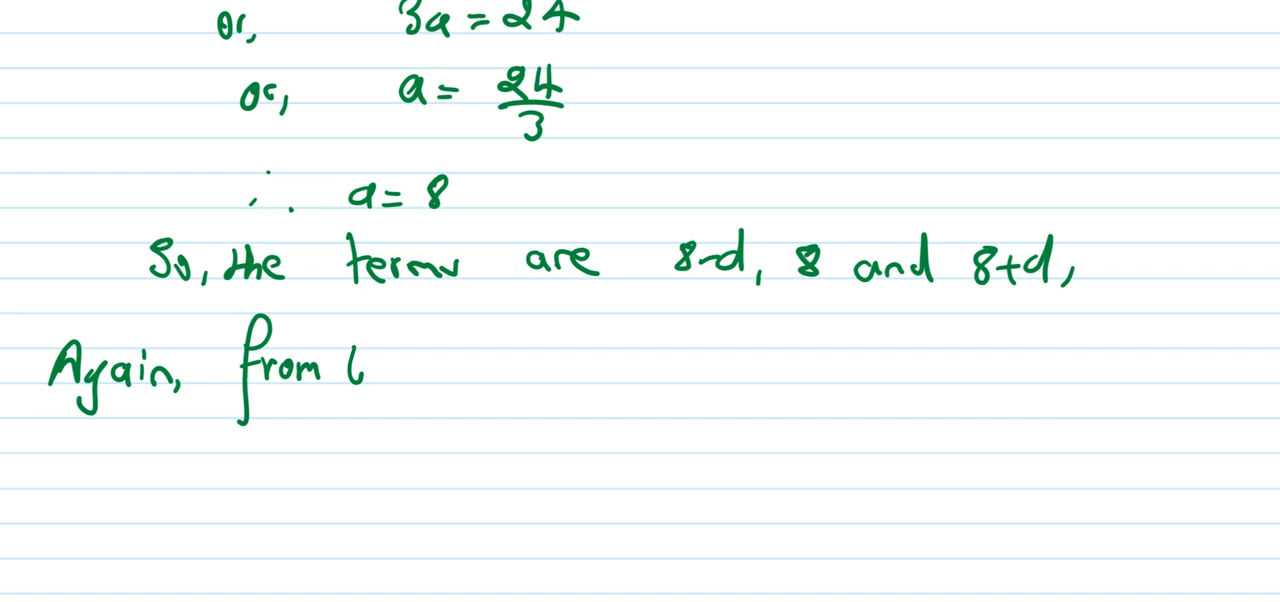 or, 3a = 24
or, a = 24/3
∴ a = 8
So, the terms are 8-d, 8 and 8+d,
Again, from (